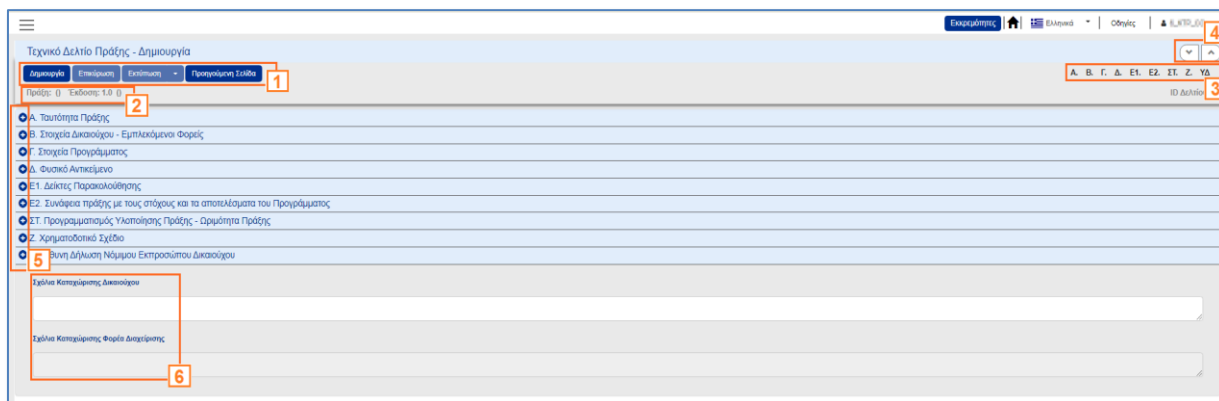 Εκκρεμότητες Ελληνικά Οδηγίες
4
Τεχνικό Δελτίο Πράξης - Δημιουργία
Δημιουργία Επικύρωση Εκτύπωση Προηγούμενη Σελίδα
1
Α. Β. Γ. Δ. Ε1. Ε2. ΣΤ. Ζ. ΥΔ
Πράξη: () Έκδοση: 1.0 ()
2
ID Δελτίου
3
Α. Ταυτότητα Πράξης
Β. Στοιχεία Δικαιούχου - Εμπλεκόμενοι Φορείς
Γ. Στοιχεία Προγράμματος
Δ. Φυσικό Αντικείμενο
Ε1. Δείκτες Παρακολούθησης
Ε2. Συνάφεια πράξης με τους στόχους και τα αποτελέσματα του Προγράμματος
ΣΤ. Προγραμματισμός Υλοποίησης Πράξης - Ωριμότητα Πράξης
Ζ. Χρηματοδοτικό Σχέδιο
5
Δήλωση Νόμιμου Εκπροσώπου Δικαιούχου
Σχόλια Καταχώρισης Δικαιούχου
Σχόλια Καταχώρισης Φορέα Διαχείρισης
6